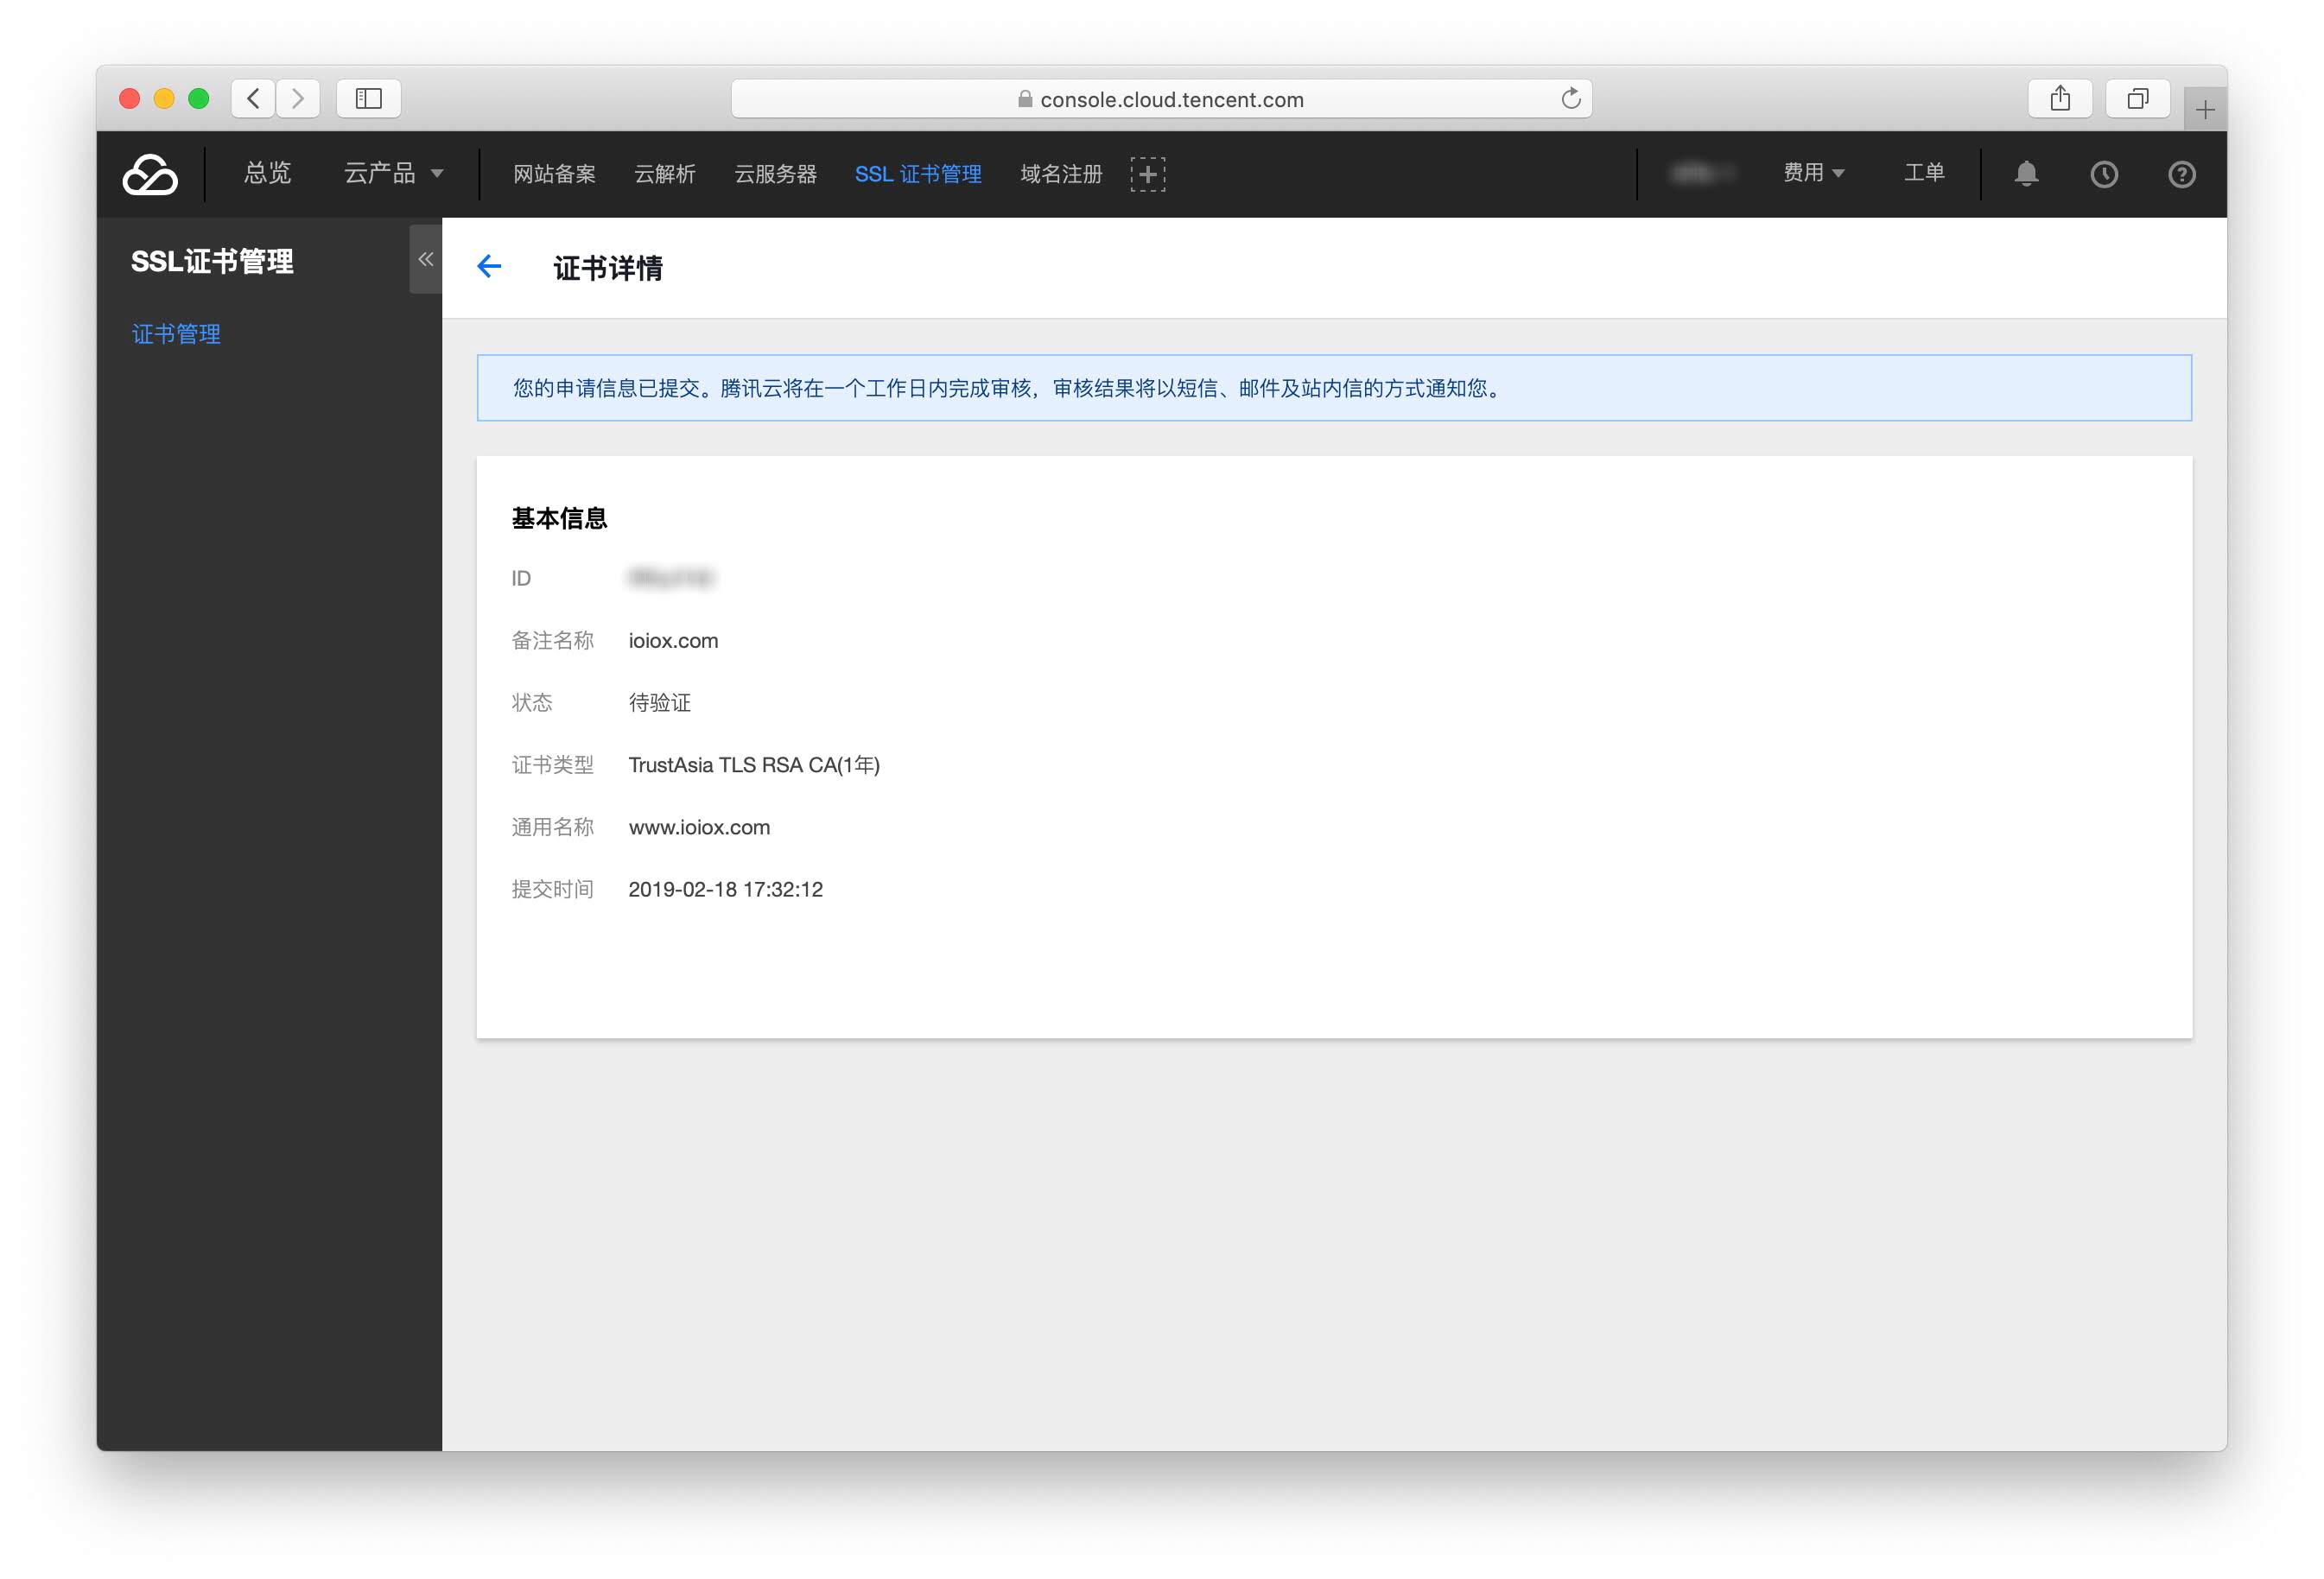 console.cloud.tencent.com
总览 云产品 网站备案 云解析 云服务器 SSL 证书管理 域名注册 费用 工单
SSL证书管理
证书管理
证书详情
您的申请信息已提交。腾讯云将在一个工作日内完成审核，审核结果将以短信、邮件及站内信的方式通知您。
基本信息
ID
备注名称 ioiox.com
状态 待验证
证书类型 TrustAsia TLS RSA CA(1年)
通用名称 www.ioiox.com
提交时间 2019-02-18 17:32:12